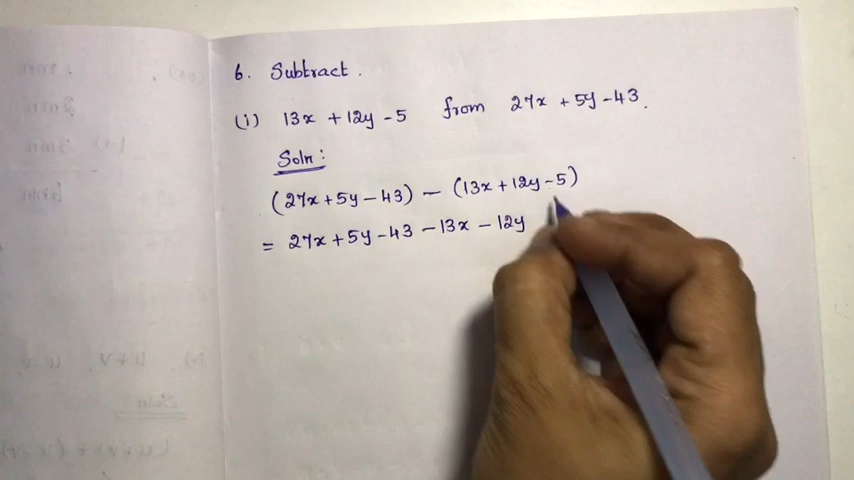 6. Subtract.
(i) 13x + 12y - 5 from 27x + 5y - 43.
Soln:
(27x + 5y - 43) - (13x + 12y - 5)
= 27x + 5y - 43 - 13x - 12y